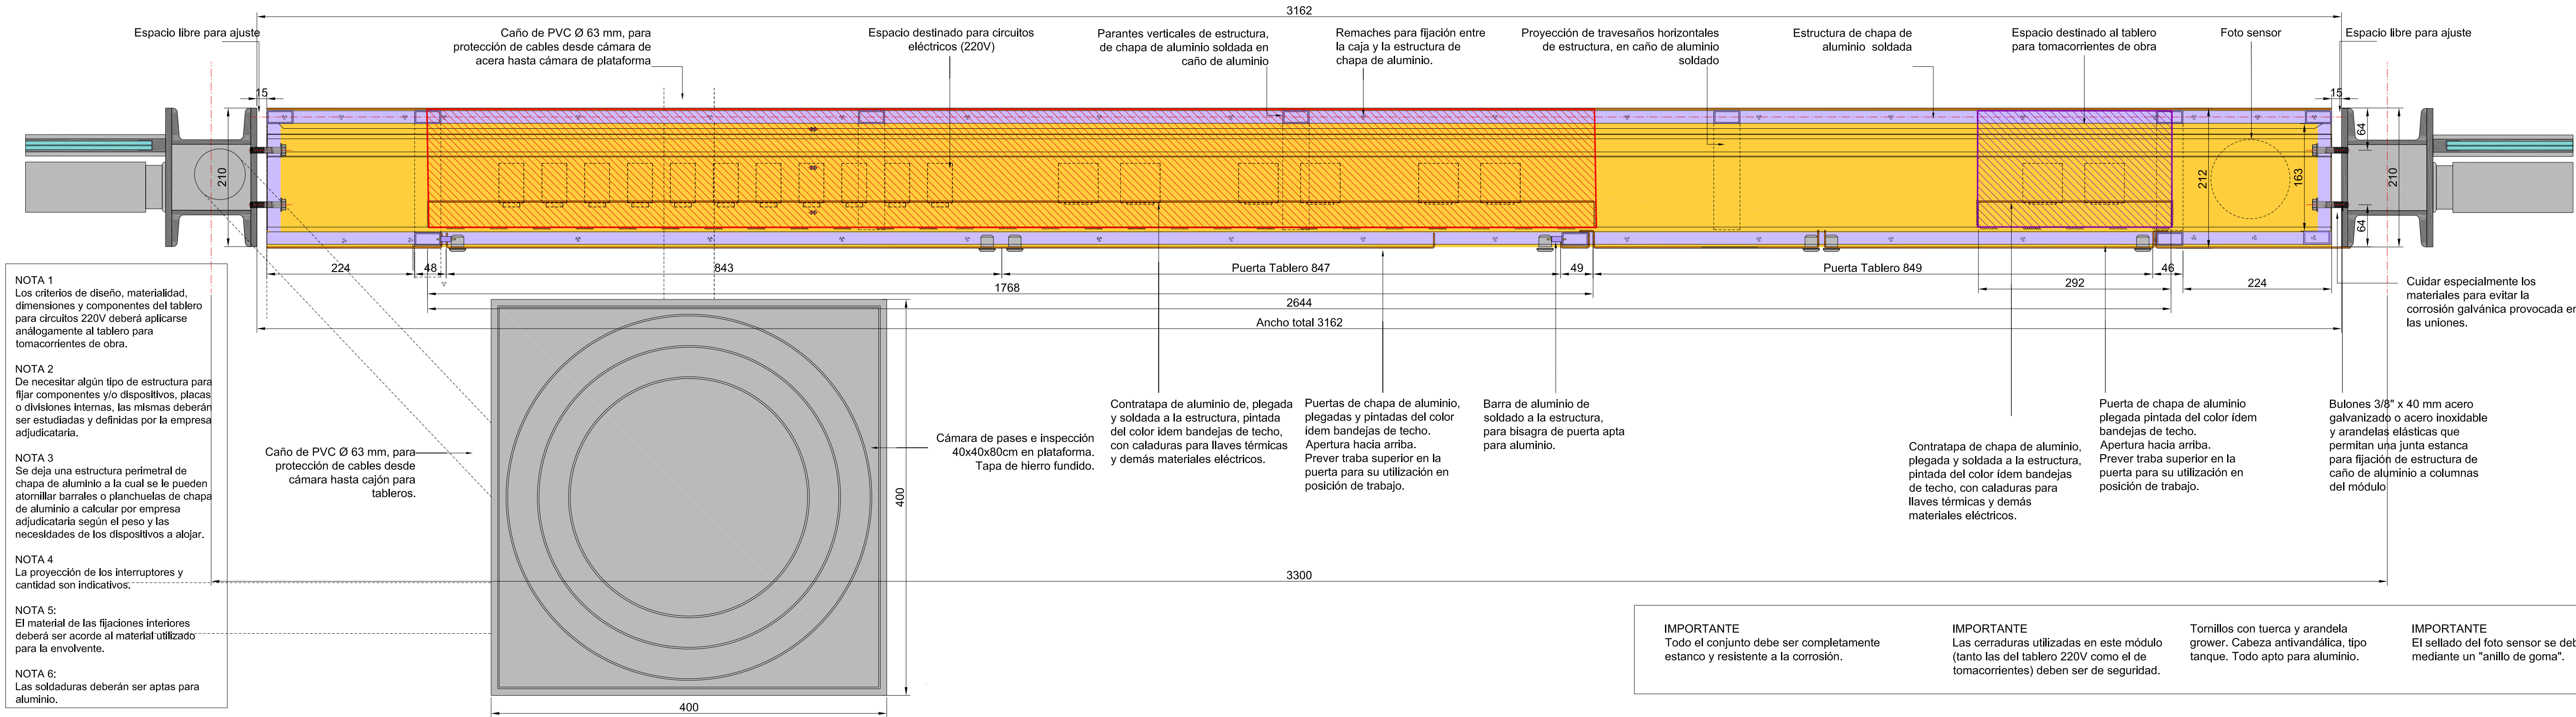 3162
Espacio libre para ajuste
Caño de PVC Ø 63 mm, para
protección de cables desde cámara de
acera hasta cámara de plataforma
Espacio destinado para circuitos
eléctricos (220V)
Parantes verticales de estructura,
de chapa de aluminio soldada en
caño de aluminio
Remaches para fijación entre
la caja y la estructura de
chapa de aluminio.
Proyección de travesaños horizontales
de estructura, en caño de aluminio
soldado
Estructura de chapa de
aluminio soldada
Espacio destinado al tablero
para tomacorrientes de obra
Foto sensor
Espacio libre para ajuste
15
15
210
212
163
64
64
210
224
48
843
Puerta Tablero 847
49
Puerta Tablero 849
46
224
1768
292
2644
Ancho total 3162
NOTA 1
Los criterios de diseño, materialidad,
dimensiones y componentes del tablero
para circuitos 220V deberá aplicarse
análogamente al tablero para
tomacorrientes de obra.
NOTA 2
De necesitar algún tipo de estructura para
fijar componentes y/o dispositivos, placas
o divisiones internas, las mismas deberán
ser estudiadas y definidas por la empresa
adjudicataria.
NOTA 3
Se deja una estructura perimetral de
chapa de aluminio a la cual se le pueden
atornillar barrales o planchuelas de chapa
de aluminio a calcular por empresa
adjudicataria según el peso y las
necesidades de los dispositivos a alojar.
NOTA 4
La proyección de los interruptores y
cantidad son indicativos.
NOTA 5:
El material de las fijaciones interiores
deberá ser acorde al material utilizado
para la envolvente.
NOTA 6:
Las soldaduras deberán ser aptas para
aluminio.
Caño de PVC Ø 63 mm, para
protección de cables desde
cámara hasta cajón para
tableros.
Cámara de pases e inspección
40x40x80cm en plataforma.
Tapa de hierro fundido.
400
400
Contratapa de aluminio de, plegada
y soldada a la estructura, pintada
del color idem bandejas de techo,
con caladuras para llaves térmicas
y demás materiales eléctricos.
Puertas de chapa de aluminio,
plegadas y pintadas del color
ídem bandejas de techo.
Apertura hacia arriba.
Prever traba superior en la
puerta para su utilización en
posición de trabajo.
Barra de aluminio de
soldado a la estructura,
para bisagra de puerta apta
para aluminio.
Contratapa de chapa de aluminio,
plegada y soldada a la estructura,
pintada del color ídem bandejas
de techo, con caladuras para
llaves térmicas y demás
materiales eléctricos.
Puerta de chapa de aluminio
plegada pintada del color ídem
bandejas de techo.
Apertura hacia arriba.
Prever traba superior en la
puerta para su utilización en
posición de trabajo.
Cuidar especialmente los
materiales para evitar la
corrosión galvánica provocada en
las uniones.
Bulones 3/8" x 40 mm acero
galvanizado o acero inoxidable
y arandelas elásticas que
permitan una junta estanca
para fijación de estructura de
caño de aluminio a columnas
del módulo
3300
IMPORTANTE
Todo el conjunto debe ser completamente
estanco y resistente a la corrosión.
IMPORTANTE
Las cerraduras utilizadas en este módulo
(tanto las del tablero 220V como el de
tomacorrientes) deben ser de seguridad.
Tornillos con tuerca y arandela
grower. Cabeza antivandálica, tipo
tanque. Todo apto para aluminio.
IMPORTANTE
El sellado del foto sensor se deb
mediante un "anillo de goma".